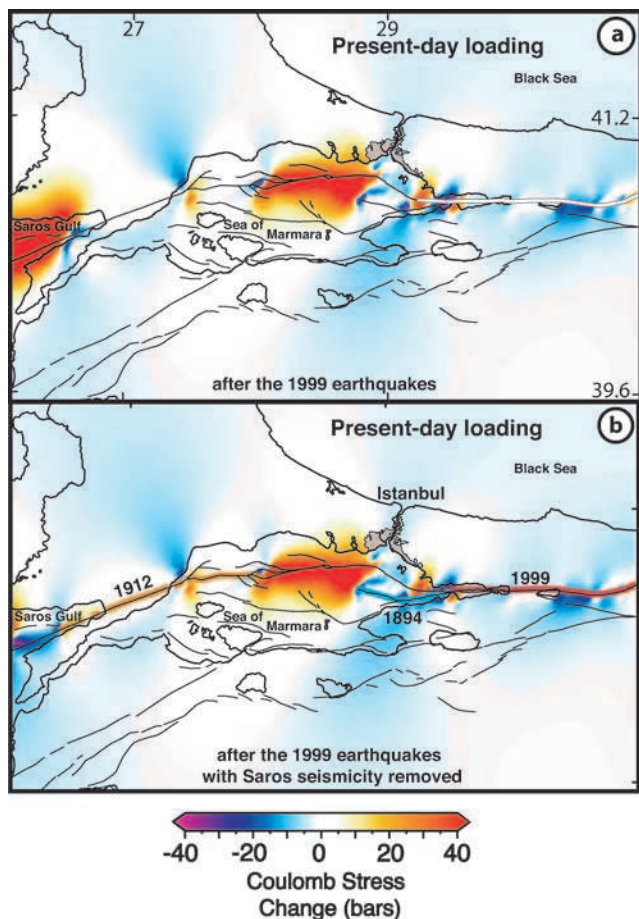 27
29
Present-day loading
a
Black Sea
41.2
Saros Gulf
Sea of
Marmara
after the 1999 earthquakes
39.6
Present-day loading
b
Black Sea
Istanbul
1912
1999
Saros Gulf
Sea of
Marmara
1894
after the 1999 earthquakes
with Saros seismicity removed
-40 -20 0 20 40
Coulomb Stress
Change (bars)